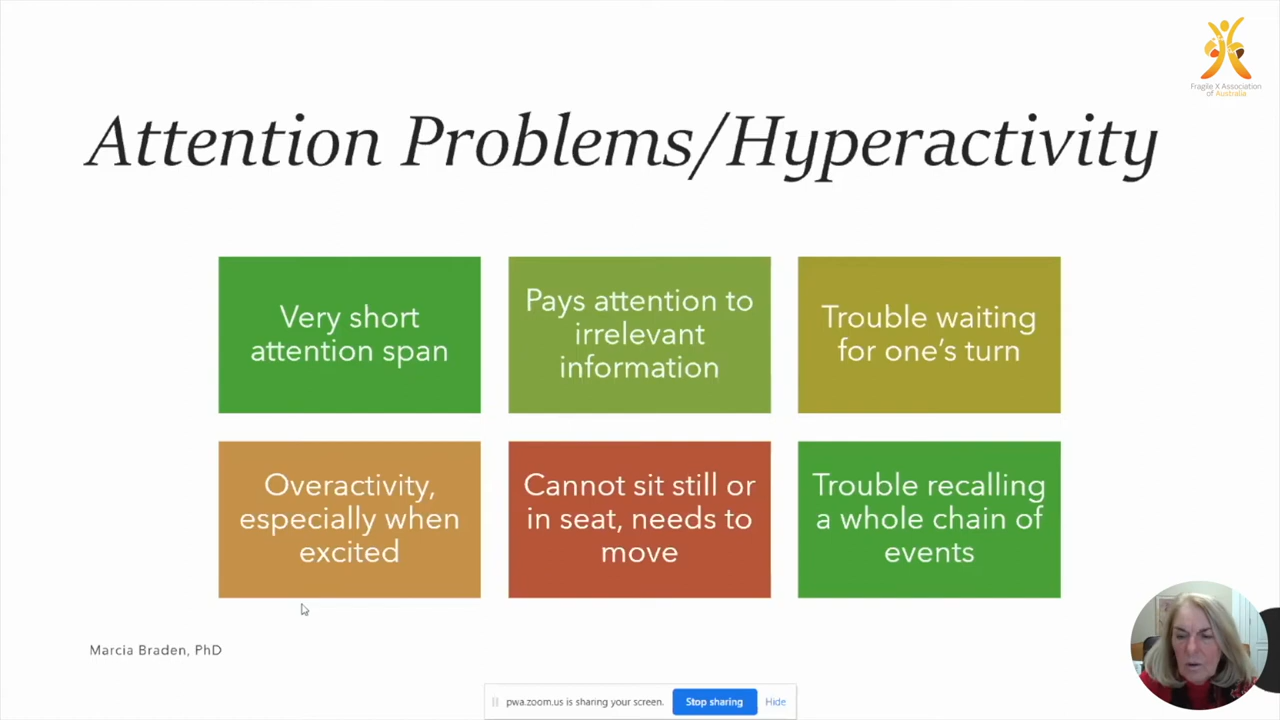 Fragile X Association
of Australia
Attention Problems/Hyperactivity
Very short
attention span
Pays attention to
irrelevant
information
Trouble waiting
for one’s turn
Overactivity,
especially when
excited
Cannot sit still or
in seat, needs to
move
Trouble recalling
a whole chain of
events
Marcia Braden, PhD
pwa.zoom.us is sharing your screen.
Stop sharing
Hide